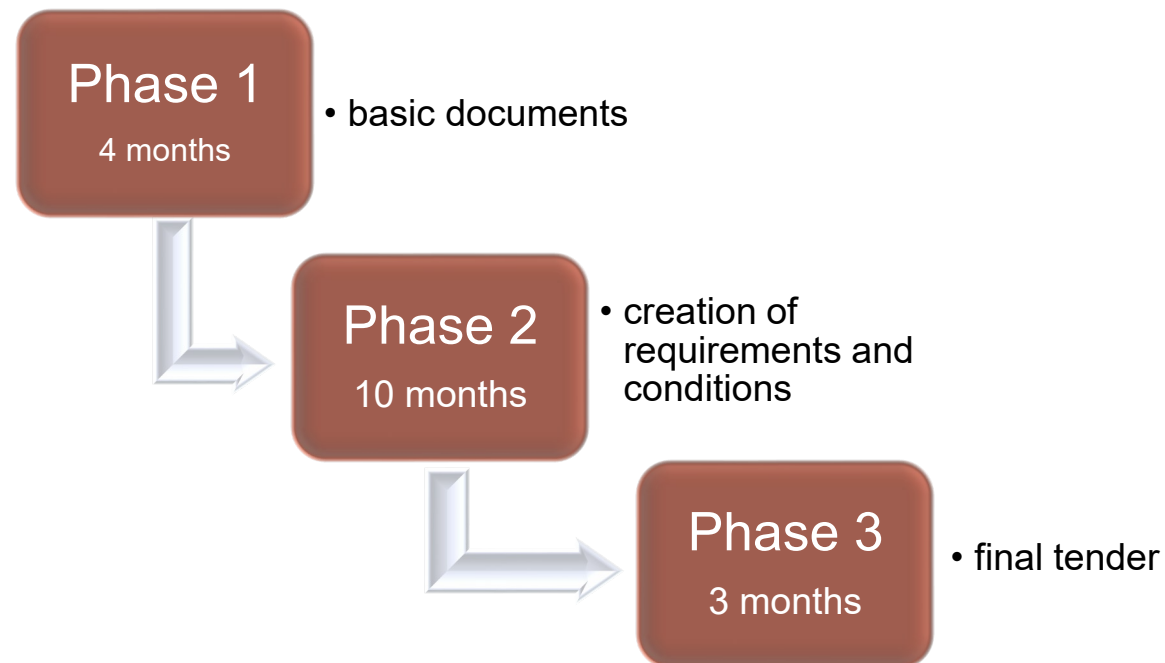 Phase 1
4 months
• basic documents
Phase 2
10 months
• creation of
requirements and
conditions
Phase 3
3 months
• final tender